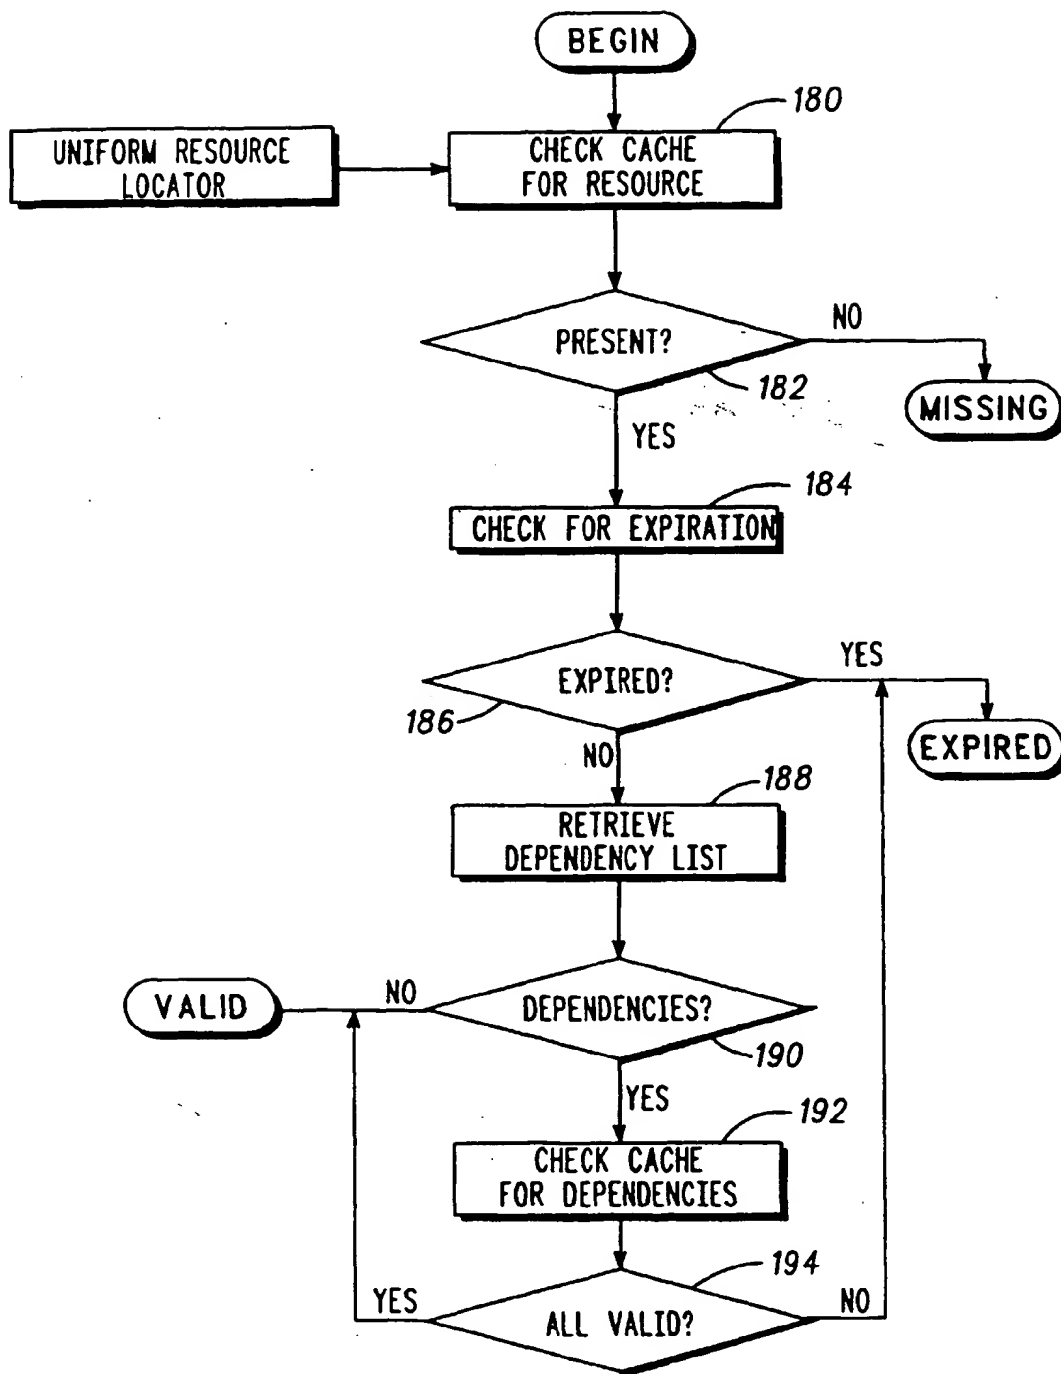 BEGIN
180
UNIFORM RESOURCE
LOCATOR
CHECK CACHE
FOR RESOURCE
PRESENT?
NO
182
MISSING
YES
184
CHECK FOR EXPIRATION
EXPIRED?
YES
186
EXPIRED
NO
188
RETRIEVE
DEPENDENCY LIST
VALID
NO
DEPENDENCIES?
190
YES
192
CHECK CACHE
FOR DEPENDENCIES
194
YES
ALL VALID?
NO